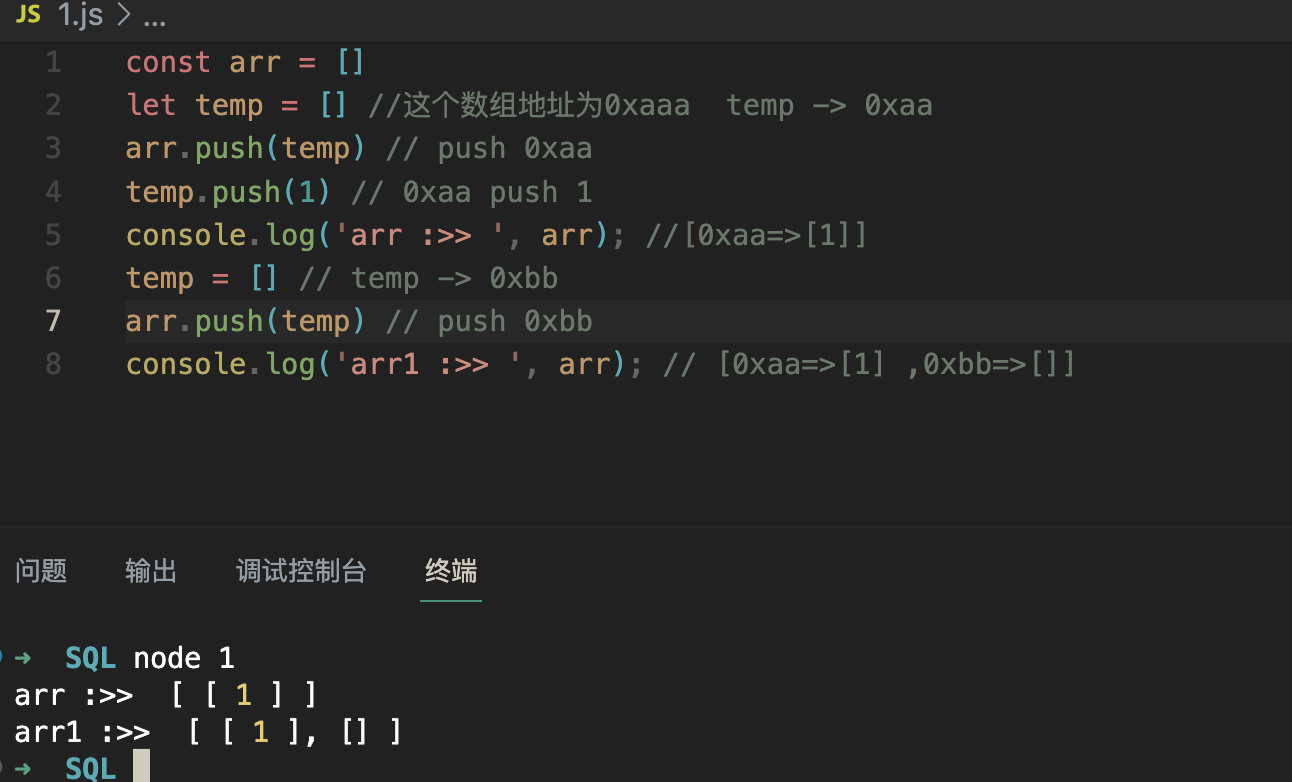 JS 1.js > ...
1 const arr = []
2 let temp = [] //这个数组地址为0xaaa  temp -> 0xaa
3 arr.push(temp) // push 0xaa
4 temp.push(1) // 0xaa push 1
5 console.log('arr :>> ', arr); //[0xaa=>[1]]
6 temp = [] // temp -> 0xbb
7 arr.push(temp) // push 0xbb
8 console.log('arr1 :>> ', arr); // [0xaa=>[1] ,0xbb=>[]]
问题 输出 调试控制台 终端
➜  SQL node 1
arr :>>  [ [ 1 ] ]
arr1 :>>  [ [ 1 ], [] ]
➜  SQL